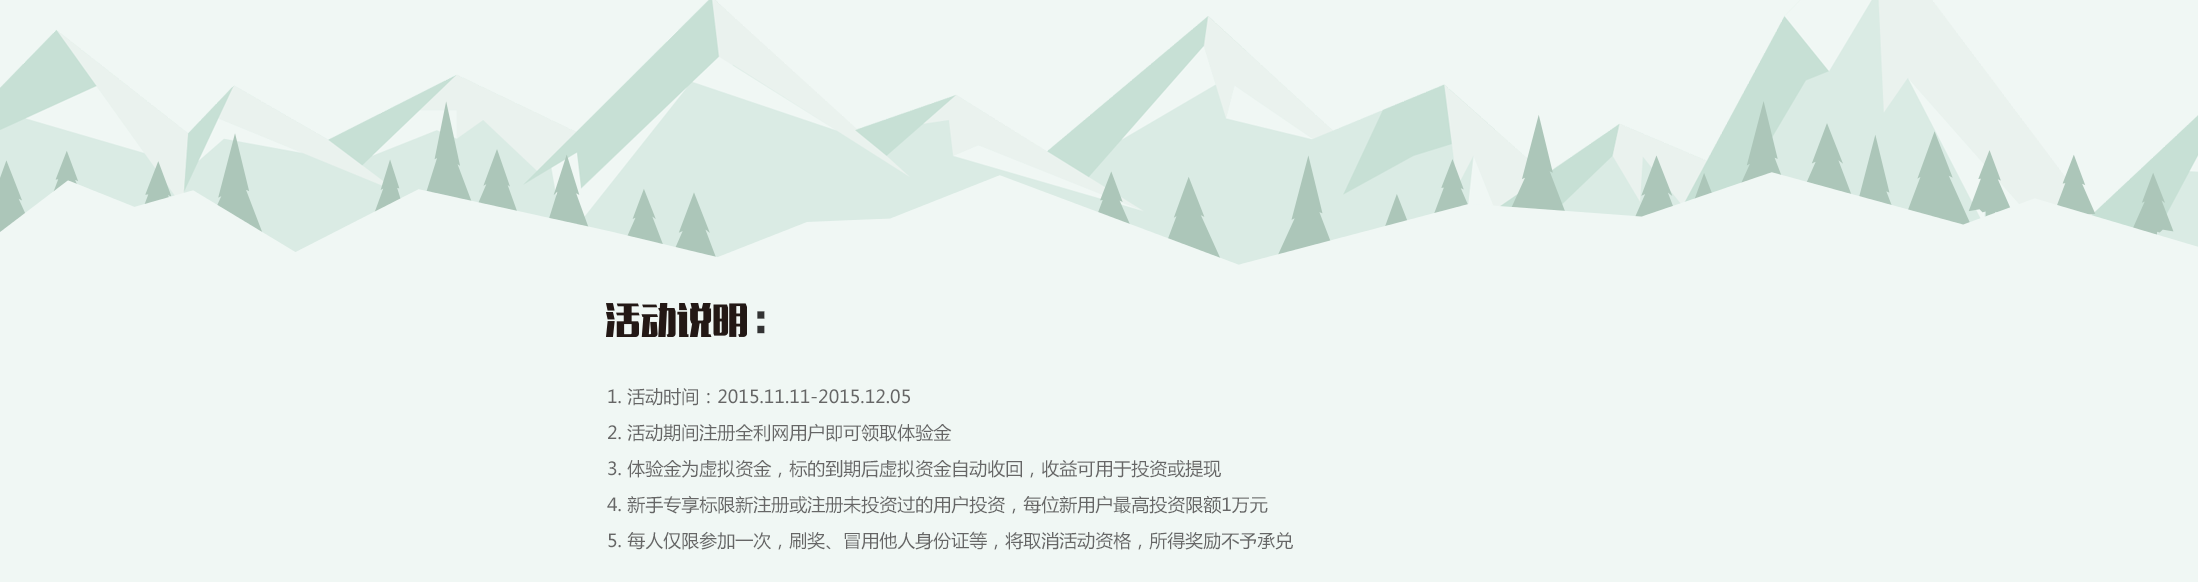 活动说明：
1. 活动时间：2015.11.11-2015.12.05
2. 活动期间注册全利网用户即可领取体验金
3. 体验金为虚拟资金，标的到期后虚拟资金自动收回，收益可用于投资或提现
4. 新手专享标限新注册或注册未投资过的用户投资，每位新用户最高投资限额1万元
5. 每人仅限参加一次，刷奖、冒用他人身份证等，将取消活动资格，所得奖励不予承兑